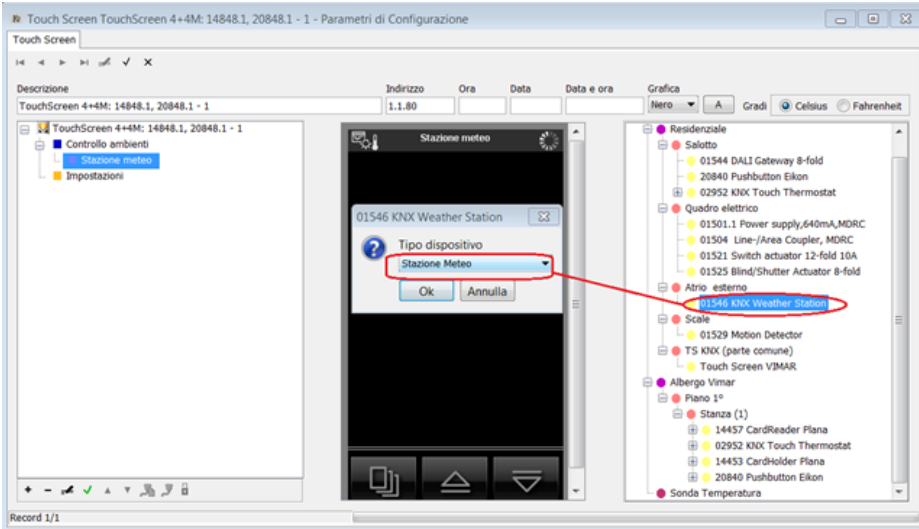 Touch Screen TouchScreen 4+4M: 14848.1, 20848.1 - 1 - Parametri di Configurazione
Touch Screen
Descrizione Indirizzo Ora Data Data e ora Grafica
TouchScreen 4+4M: 14848.1, 20848.1 - 1 1.1.80 Nero A Gradi Celsius Fahrenheit
TouchScreen 4+4M: 14848.1, 20848.1 - 1
Controllo ambienti
Stazione meteo
Impostazioni
Stazione meteo
01546 KNX Weather Station
Tipo dispositivo
Stazione Meteo
Ok Annulla
Residenziale
Salotto
01544 DALI Gateway 8-fold
20840 Pushbutton Eikon
02952 KNX Touch Thermostat
Quadro elettrico
01501.1 Power supply,640mA,MDRC
01504 Line-/Area Coupler, MDRC
01521 Switch actuator 12-fold 10A
01525 Blind/Shutter Actuator 8-fold
Atrio esterno
01546 KNX Weather Station
Scale
01529 Motion Detector
TS KNX (parte comune)
Touch Screen VIMAR
Albergo Vimar
Piano 1°
Stanza (1)
14457 CardReader Plana
02952 KNX Touch Thermostat
14453 CardHolder Plana
20840 Pushbutton Eikon
Sonda Temperatura
Record 1/1